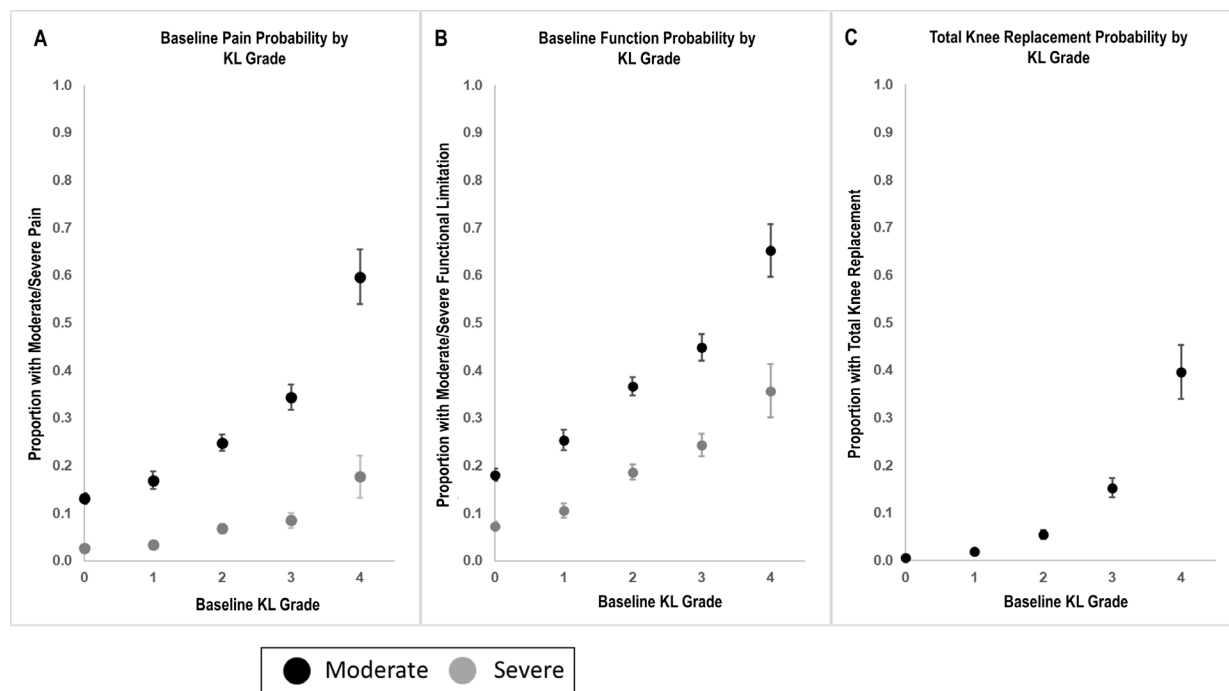 A
Baseline Pain Probability by
KL Grade
Proportion with Moderate/Severe Pain
1.0
0.9
0.8
0.7
0.6
0.5
0.4
0.3
0.2
0.1
0.0
0 1 2 3 4
Baseline KL Grade
B
Baseline Function Probability by
KL Grade
Proportion with Moderate/Severe Functional Limitation
1.0
0.9
0.8
0.7
0.6
0.5
0.4
0.3
0.2
0.1
0.0
0 1 2 3 4
Baseline KL Grade
C
Total Knee Replacement Probability by
KL Grade
Proportion with Total Knee Replacement
1.0
0.9
0.8
0.7
0.6
0.5
0.4
0.3
0.2
0.1
0.0
0 1 2 3 4
Baseline KL Grade
Moderate Severe